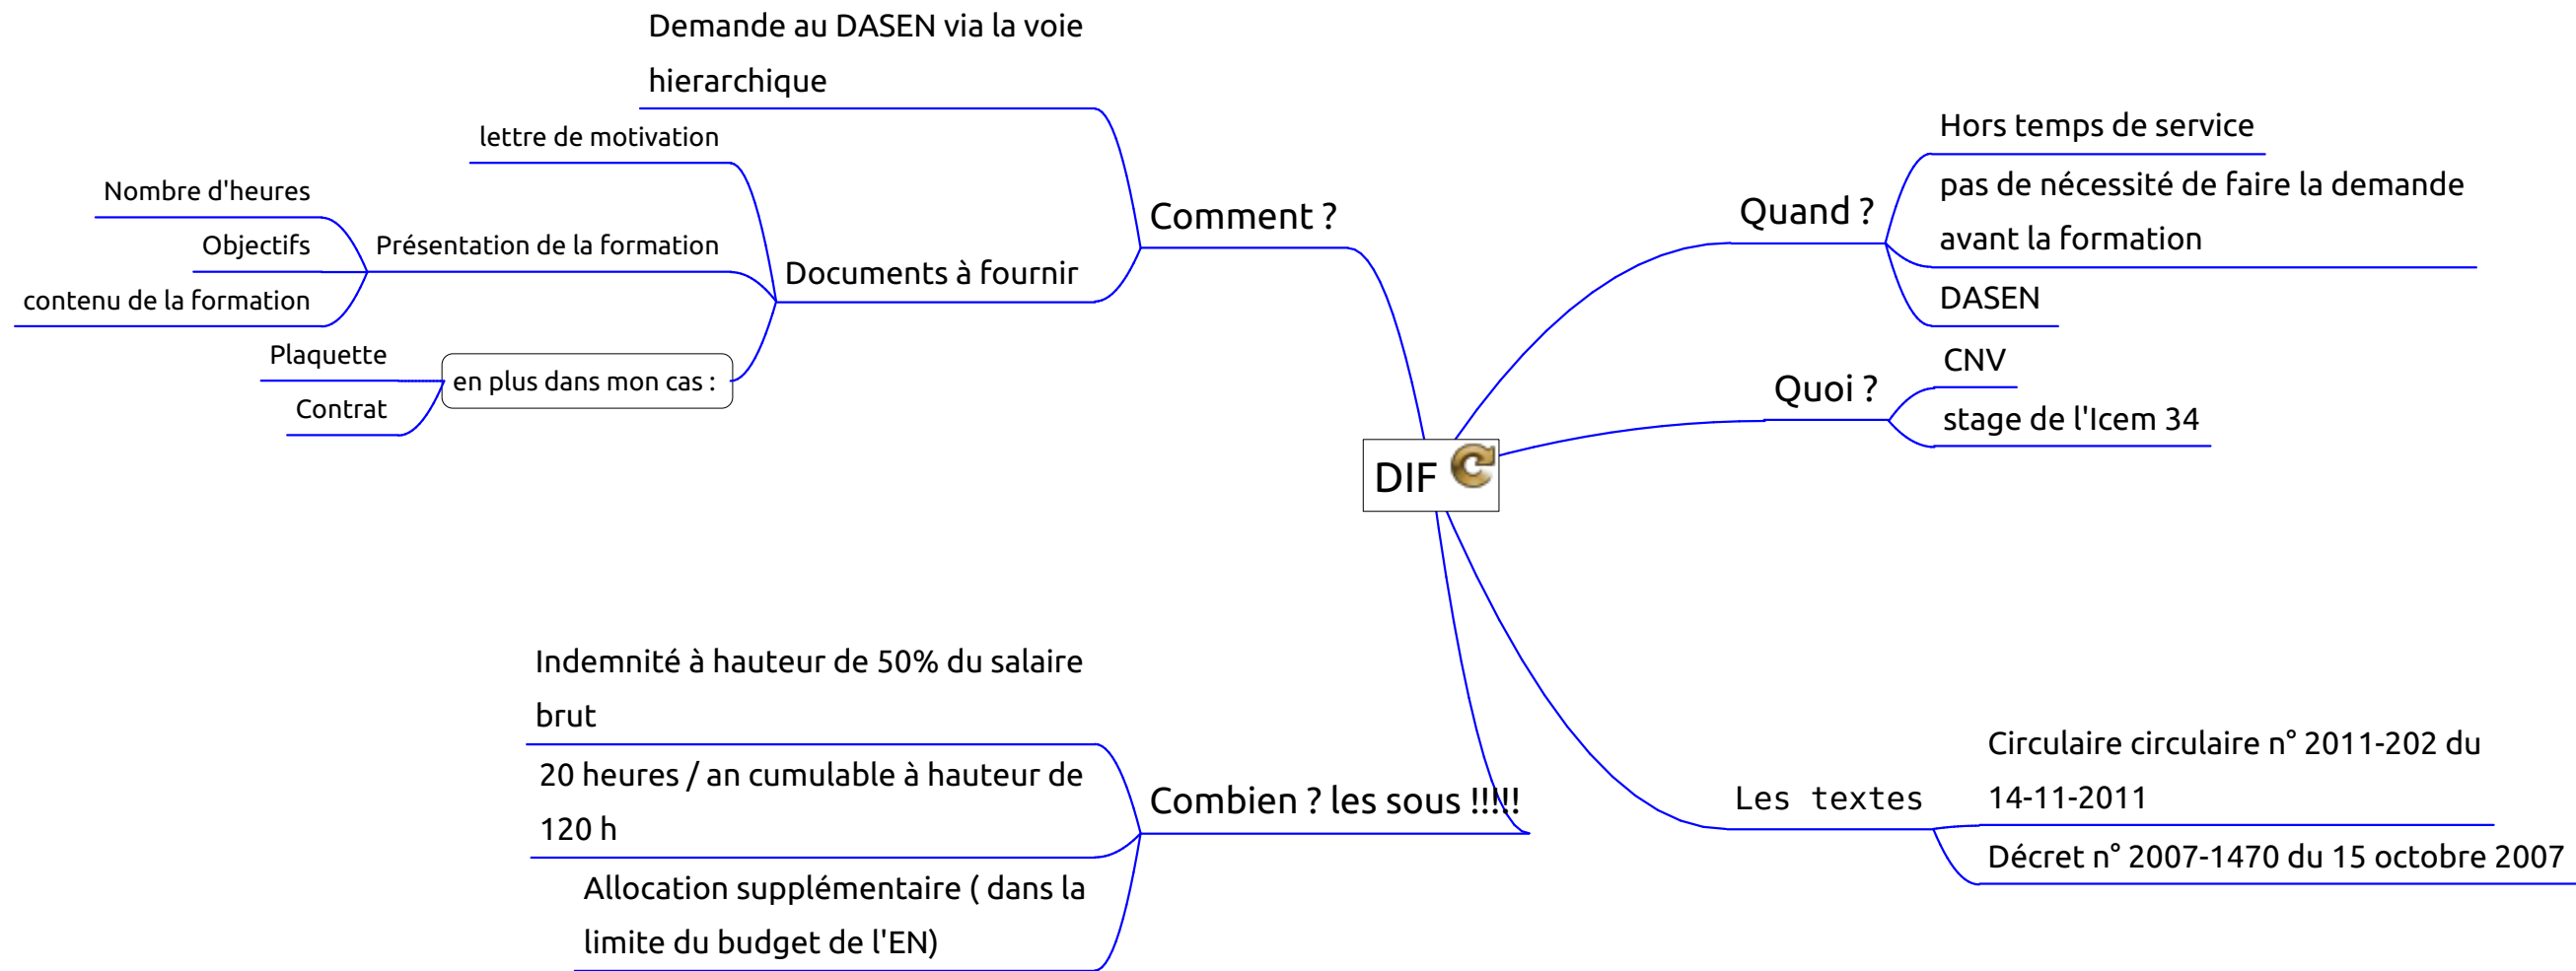 Demande au DASEN via la voie
hierarchique
lettre de motivation
Nombre d'heures
Objectifs
contenu de la formation
Présentation de la formation
Plaquette
Contrat
en plus dans mon cas :
Documents à fournir
Comment ?
Quand ?
Hors temps de service
pas de nécessité de faire la demande
avant la formation
DASEN
Quoi ?
CNV
stage de l'Icem 34
DIF
Indemnité à hauteur de 50% du salaire
brut
20 heures / an cumulable à hauteur de
120 h
Allocation supplémentaire ( dans la
limite du budget de l'EN)
Combien ? les sous !!!!!
Les textes
Circulaire circulaire n° 2011-202 du
14-11-2011
Décret n° 2007-1470 du 15 octobre 2007